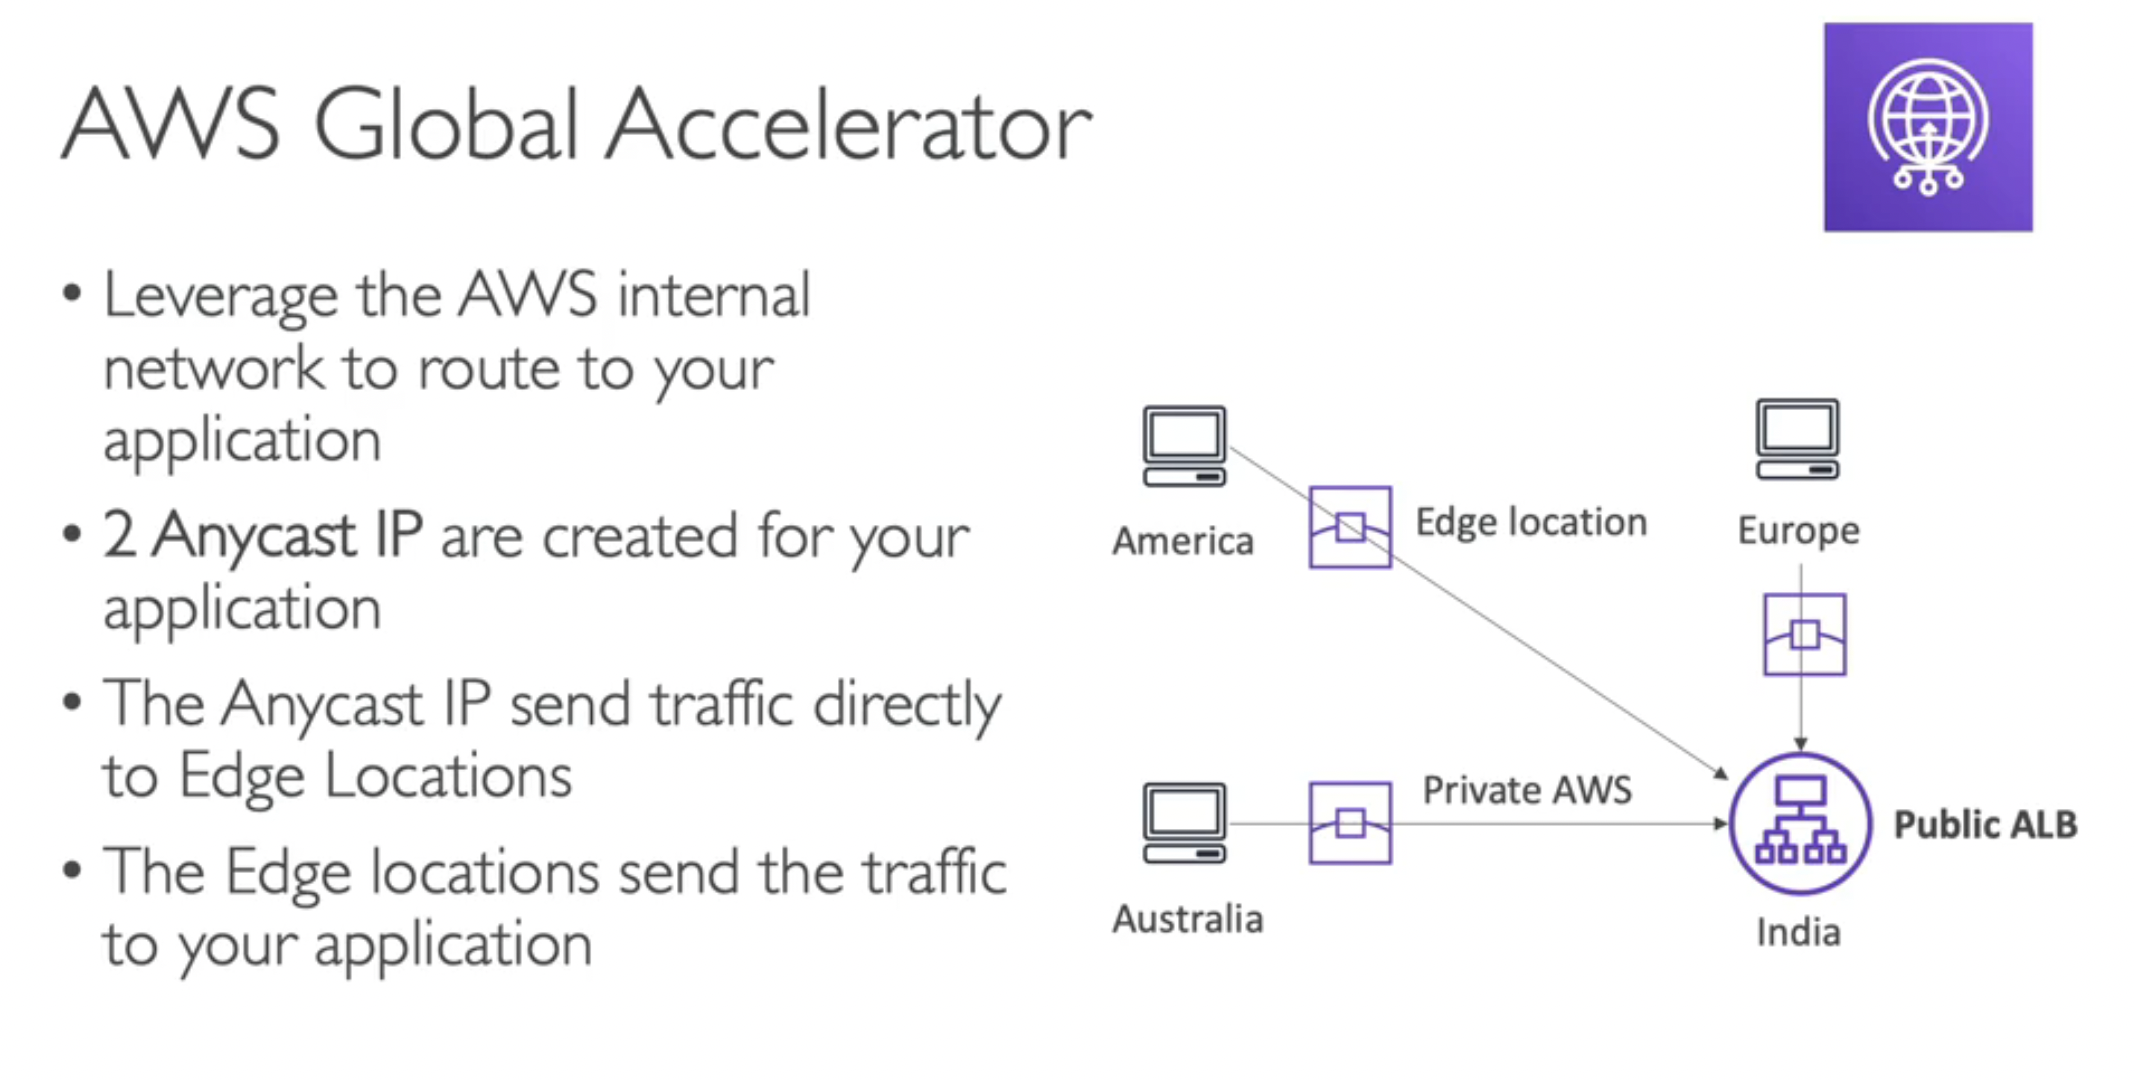 AWS Global Accelerator
• Leverage the AWS internal
network to route to your
application
• 2 Anycast IP are created for your
application
• The Anycast IP send traffic directly
to Edge Locations
• The Edge locations send the traffic
to your application
America
Edge location
Europe
Private AWS
Public ALB
Australia
India